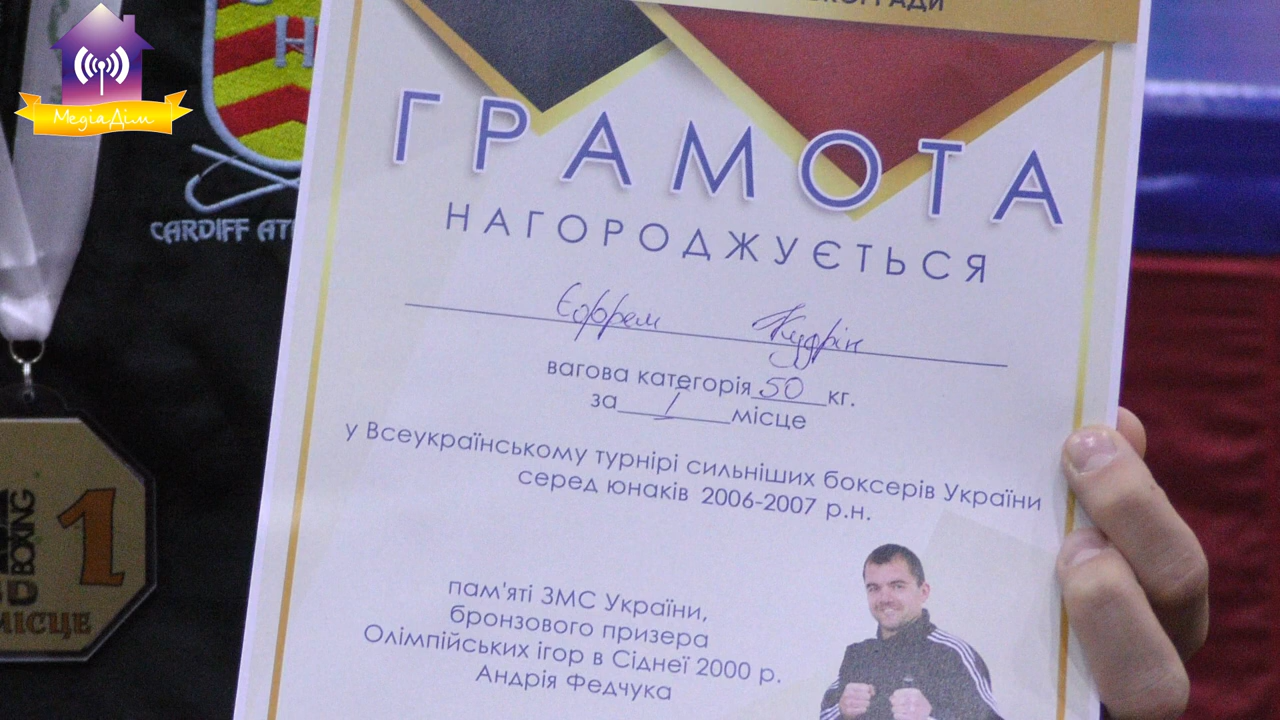 МедіаДім
CARDIFF
ГРАМОТА
НАГОРОДЖУЄТЬСЯ
Єфрем Кудрін
вагова категорія 50 кг.
за 1 місце
у Всеукраїнському турнірі сильніших боксерів України
серед юнаків 2006-2007 р.н.
пам'яті ЗМС України,
бронзового призера
Олімпійських ігор в Сіднеї 2000 р.
Андрія Федчука
BOXING
1
МІСЦЕ